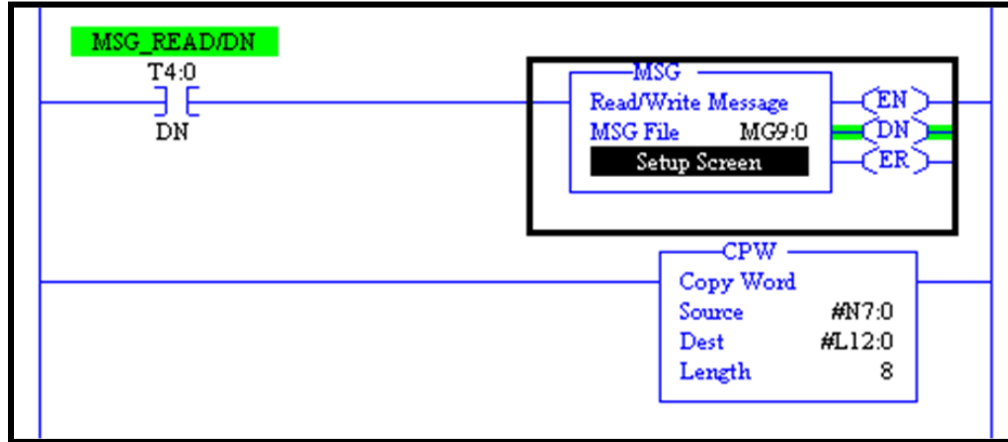 MSG_READ/DN
T4:0
DN
MSG
Read/Write Message
MSG File MG9:0
Setup Screen
EN
DN
ER
CPW
Copy Word
Source #N7:0
Dest #L12:0
Length 8